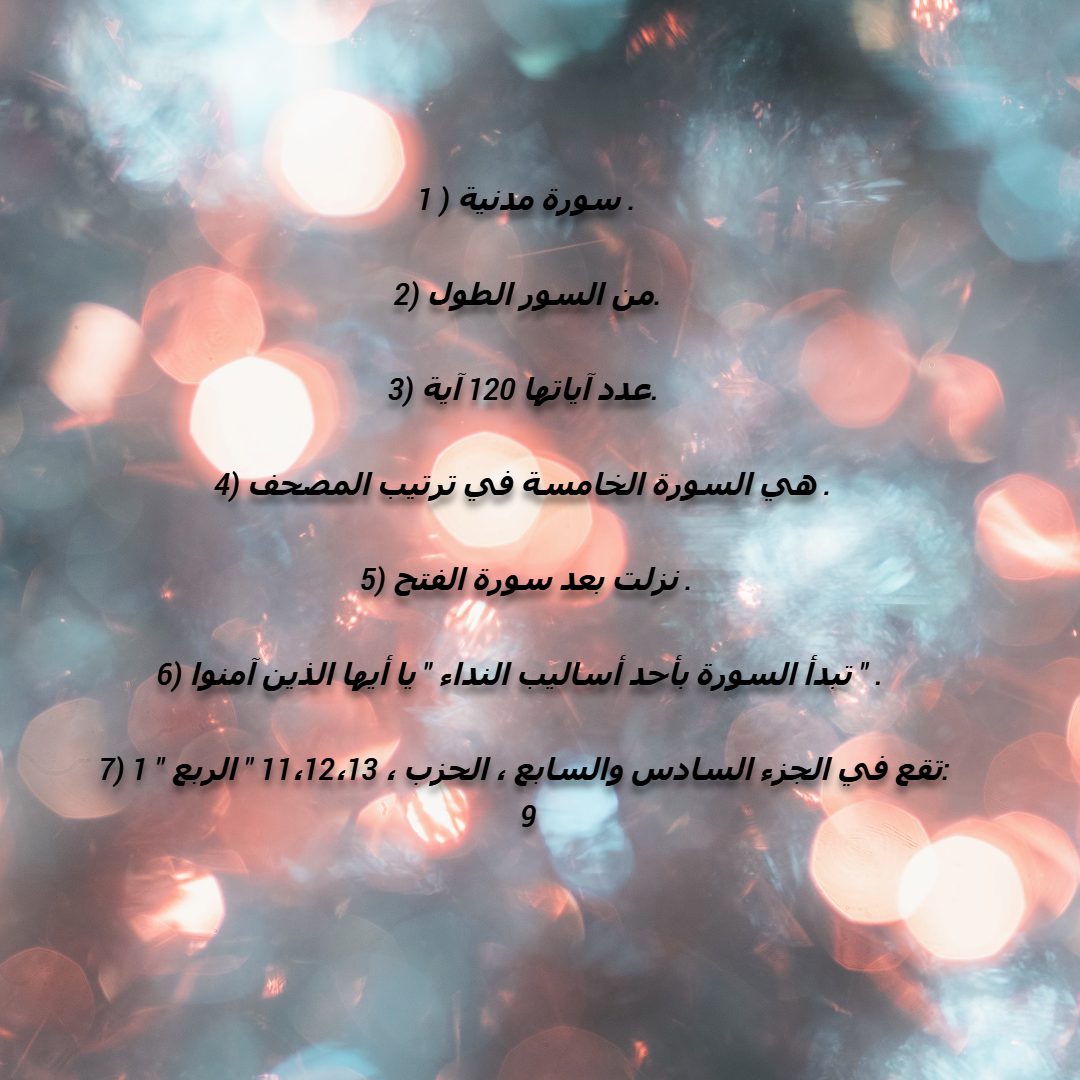 1 ) سورة مدنية .
2) من السور الطول.
3) عدد آياتها 120 آية.
4) هي السورة الخامسة في ترتيب المصحف .
5) نزلت بعد سورة الفتح .
6) تبدأ السورة بأحد أساليب النداء " يا أيها الذين آمنوا " .
7) تقع في الجزء السادس والسابع ، الحزب ، 11،12،13 " الربع " 1:
9